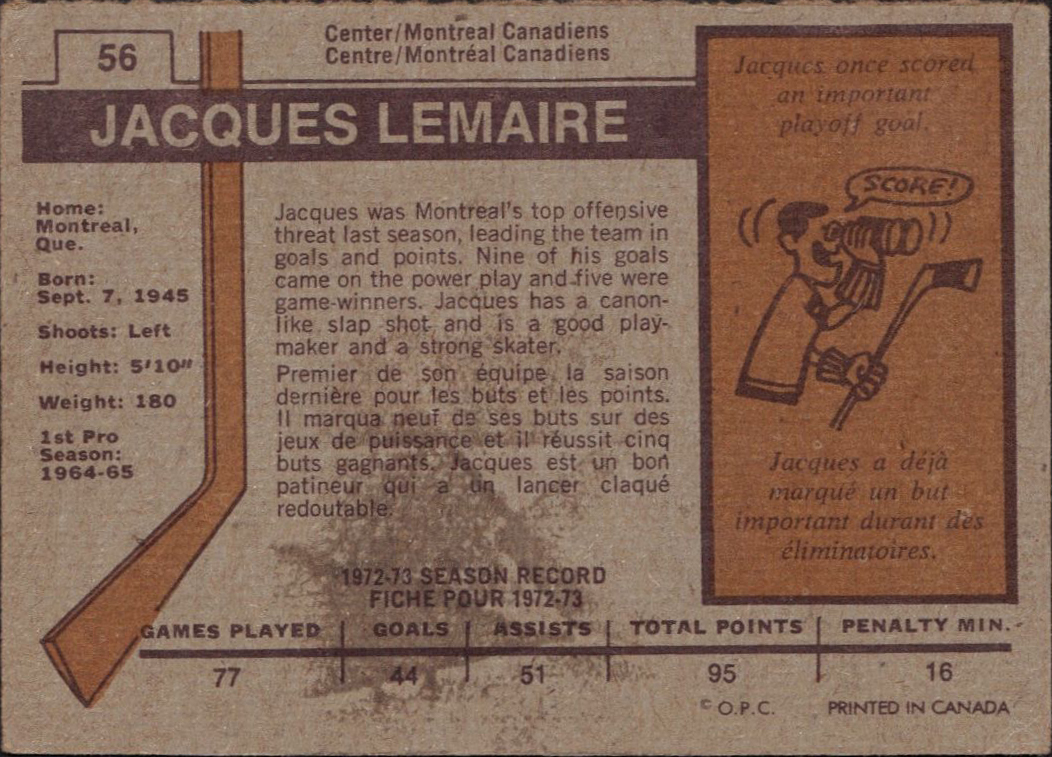 56
Center/Montreal Canadiens
Centre/Montréal Canadiens
JACQUES LEMAIRE
Home:
Montreal,
Que.
Born:
Sept. 7, 1945
Shoots: Left
Height: 5'10"
Weight: 180
1st Pro
Season:
1964-65
Jacques was Montreal's top offensive
threat last season, leading the team in
goals and points. Nine of his goals
came on the power play and five were
game-winners. Jacques has a canon-
like slap shot and is a good play-
maker and a strong skater.
Premier de son équipe la saison
dernière pour les buts et les points.
Il marqua neuf de ses buts sur des
jeux de puissance et il réussit cinq
buts gagnants. Jacques est un bon
patineur qui a un lancer claqué
redoutable.
Jacques once scored
an important
playoff goal.
SCORE!
Jacques a déjà
marqué un but
important durant des
éliminatoires.
1972-73 SEASON RECORD
FICHE POUR 1972-73
GAMES PLAYED GOALS ASSISTS TOTAL POINTS PENALTY MIN.
77 44 51 95 16
© O.P.C. PRINTED IN CANADA